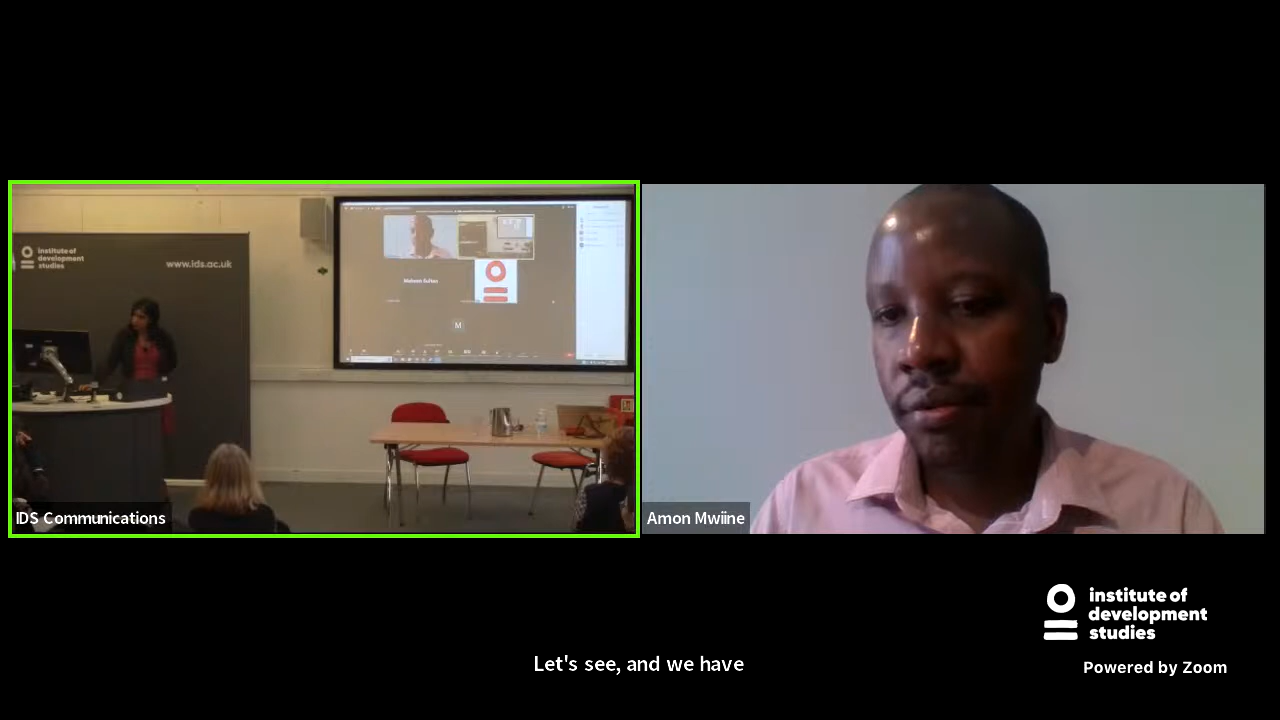 institute of
development
studies
www.ids.ac.uk
M
IDS Communications
Amon Mwiine
institute of
development
studies
Let's see, and we have
Powered by Zoom